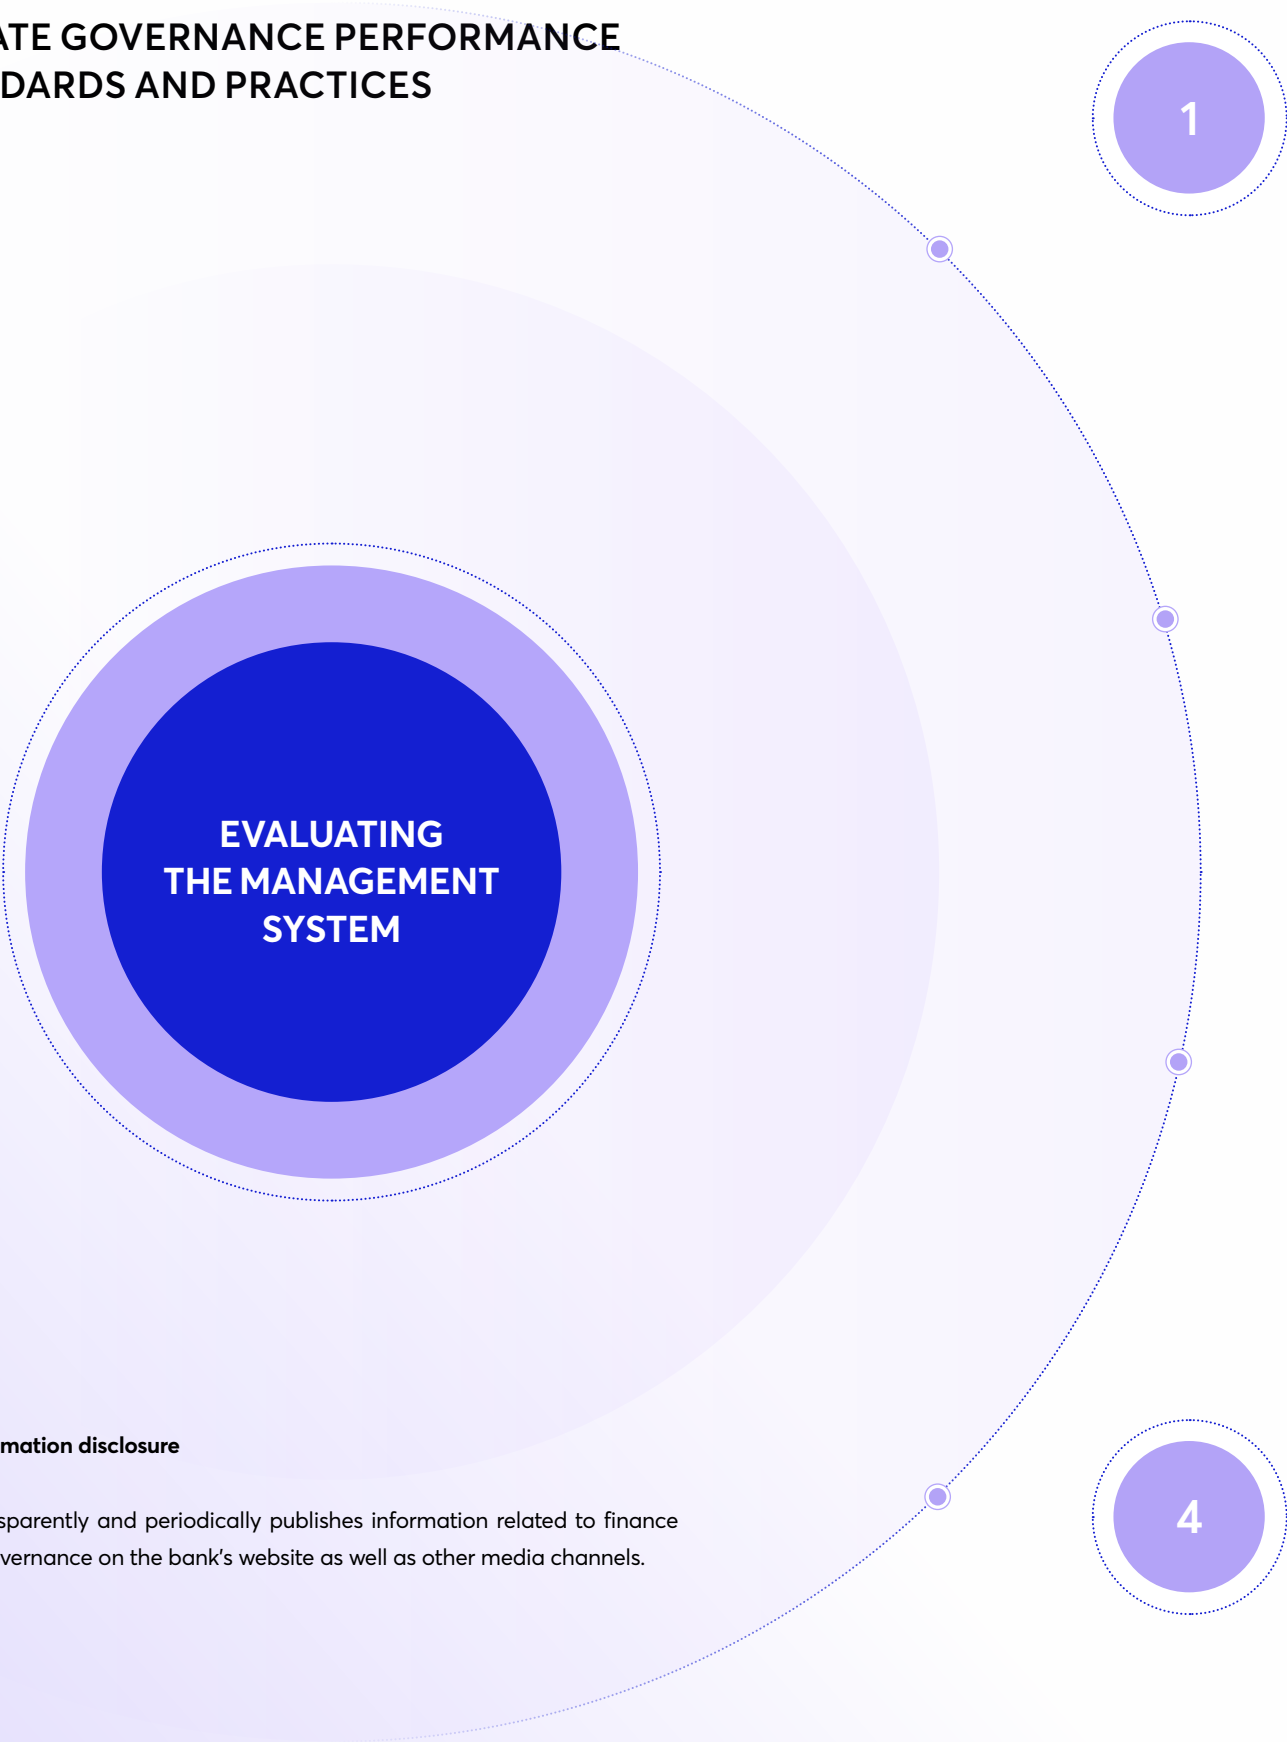 ATE GOVERNANCE PERFORMANCE
DARDS AND PRACTICES
1
EVALUATING
THE MANAGEMENT
SYSTEM
mation disclosure
sparently and periodically publishes information related to finance
vernance on the bank's website as well as other media channels.
4